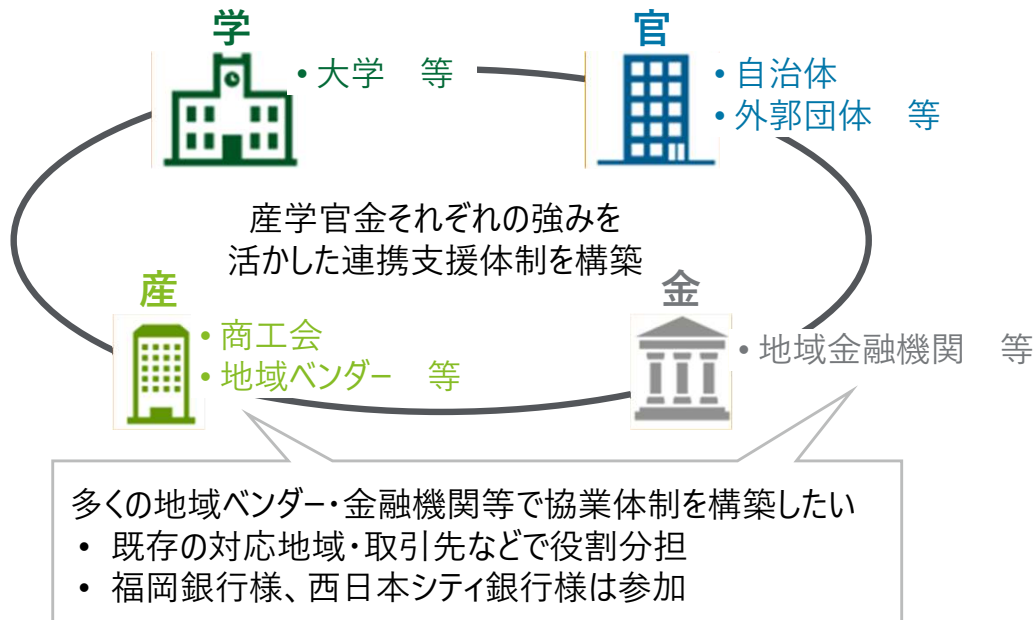 学
• 大学　等
官
• 自治体
• 外郭団体　等
産学官金それぞれの強みを
活かした連携支援体制を構築
産
• 商工会
• 地域ベンダー　等
金
• 地域金融機関　等
多くの地域ベンダー・金融機関等で協業体制を構築したい
• 既存の対応地域・取引先などで役割分担
• 福岡銀行様、西日本シティ銀行様は参加